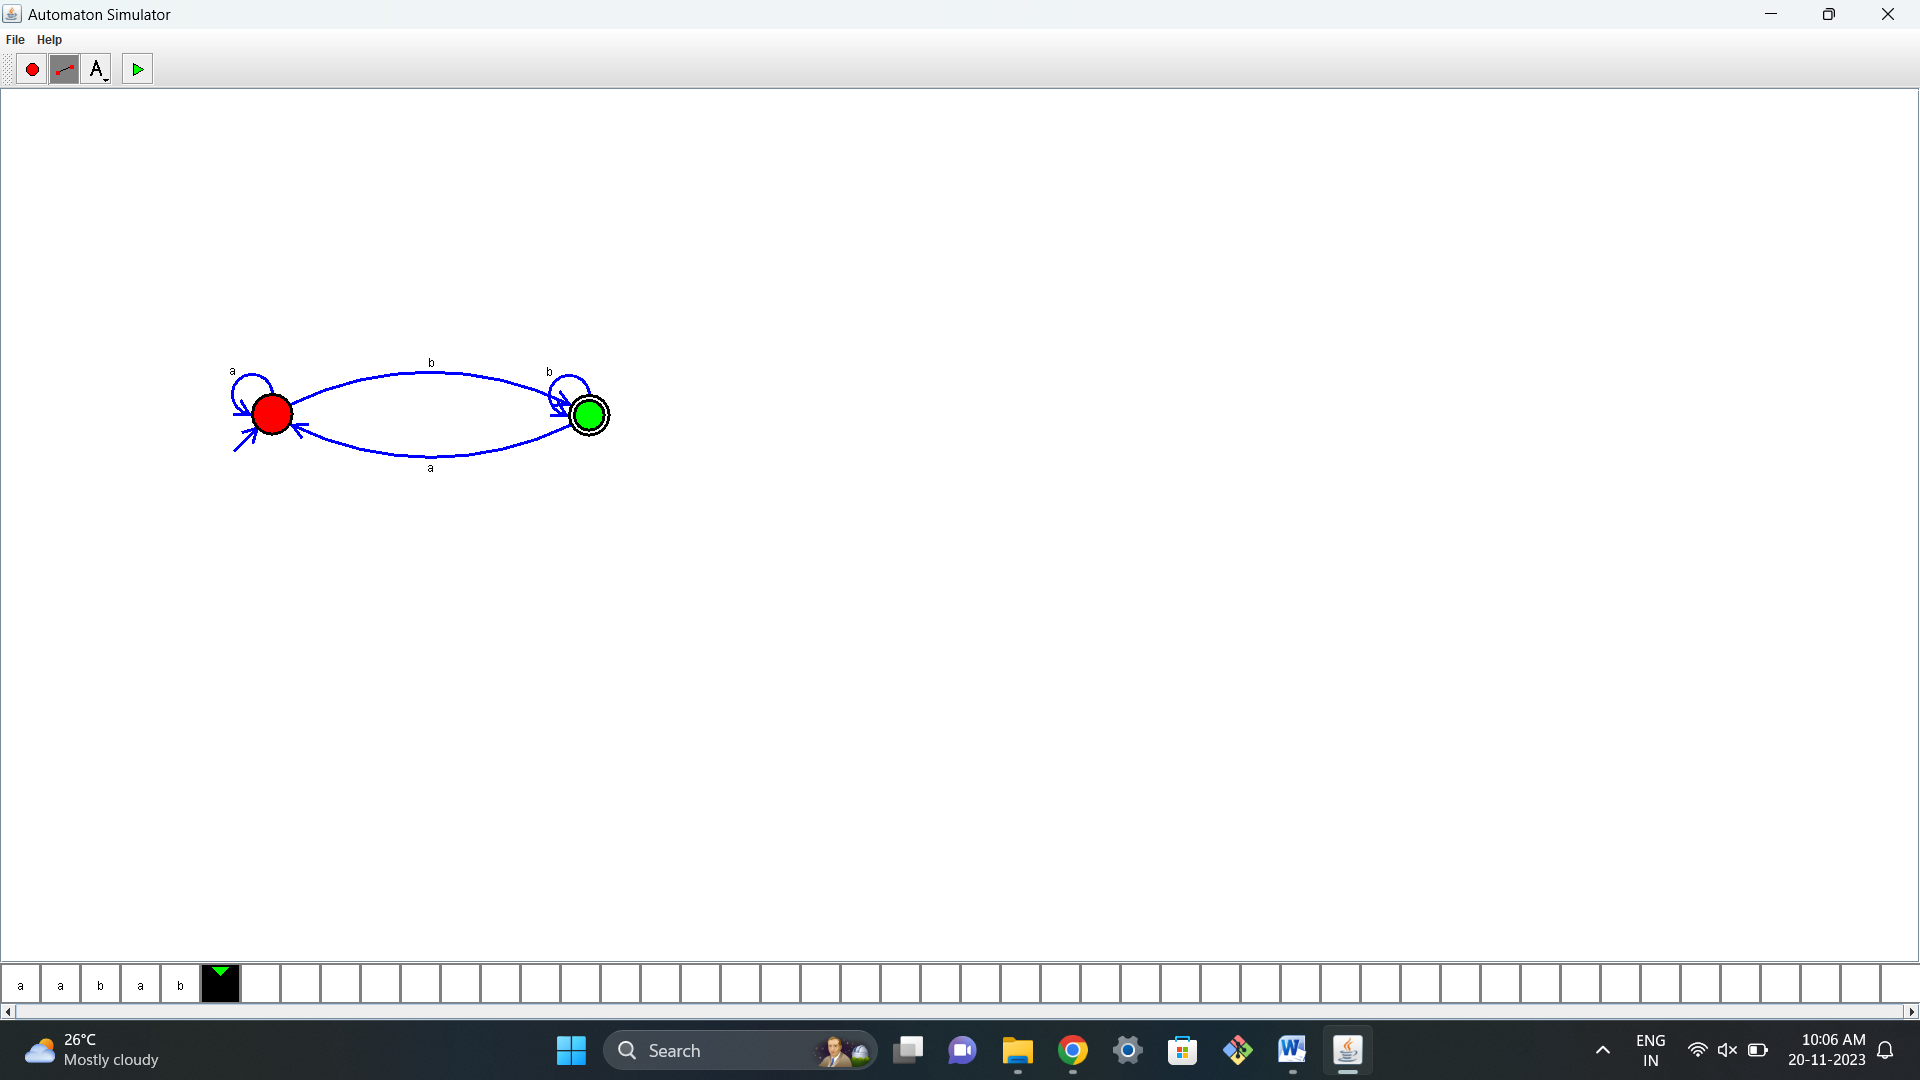 Automaton Simulator
File Help
A
b
a
b
a
a a b a b
26°C
Mostly cloudy
Search
ENG
IN
10:06 AM
20-11-2023